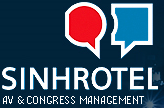 SINHROTEL
AV & CONGRESS MANAGEMENT